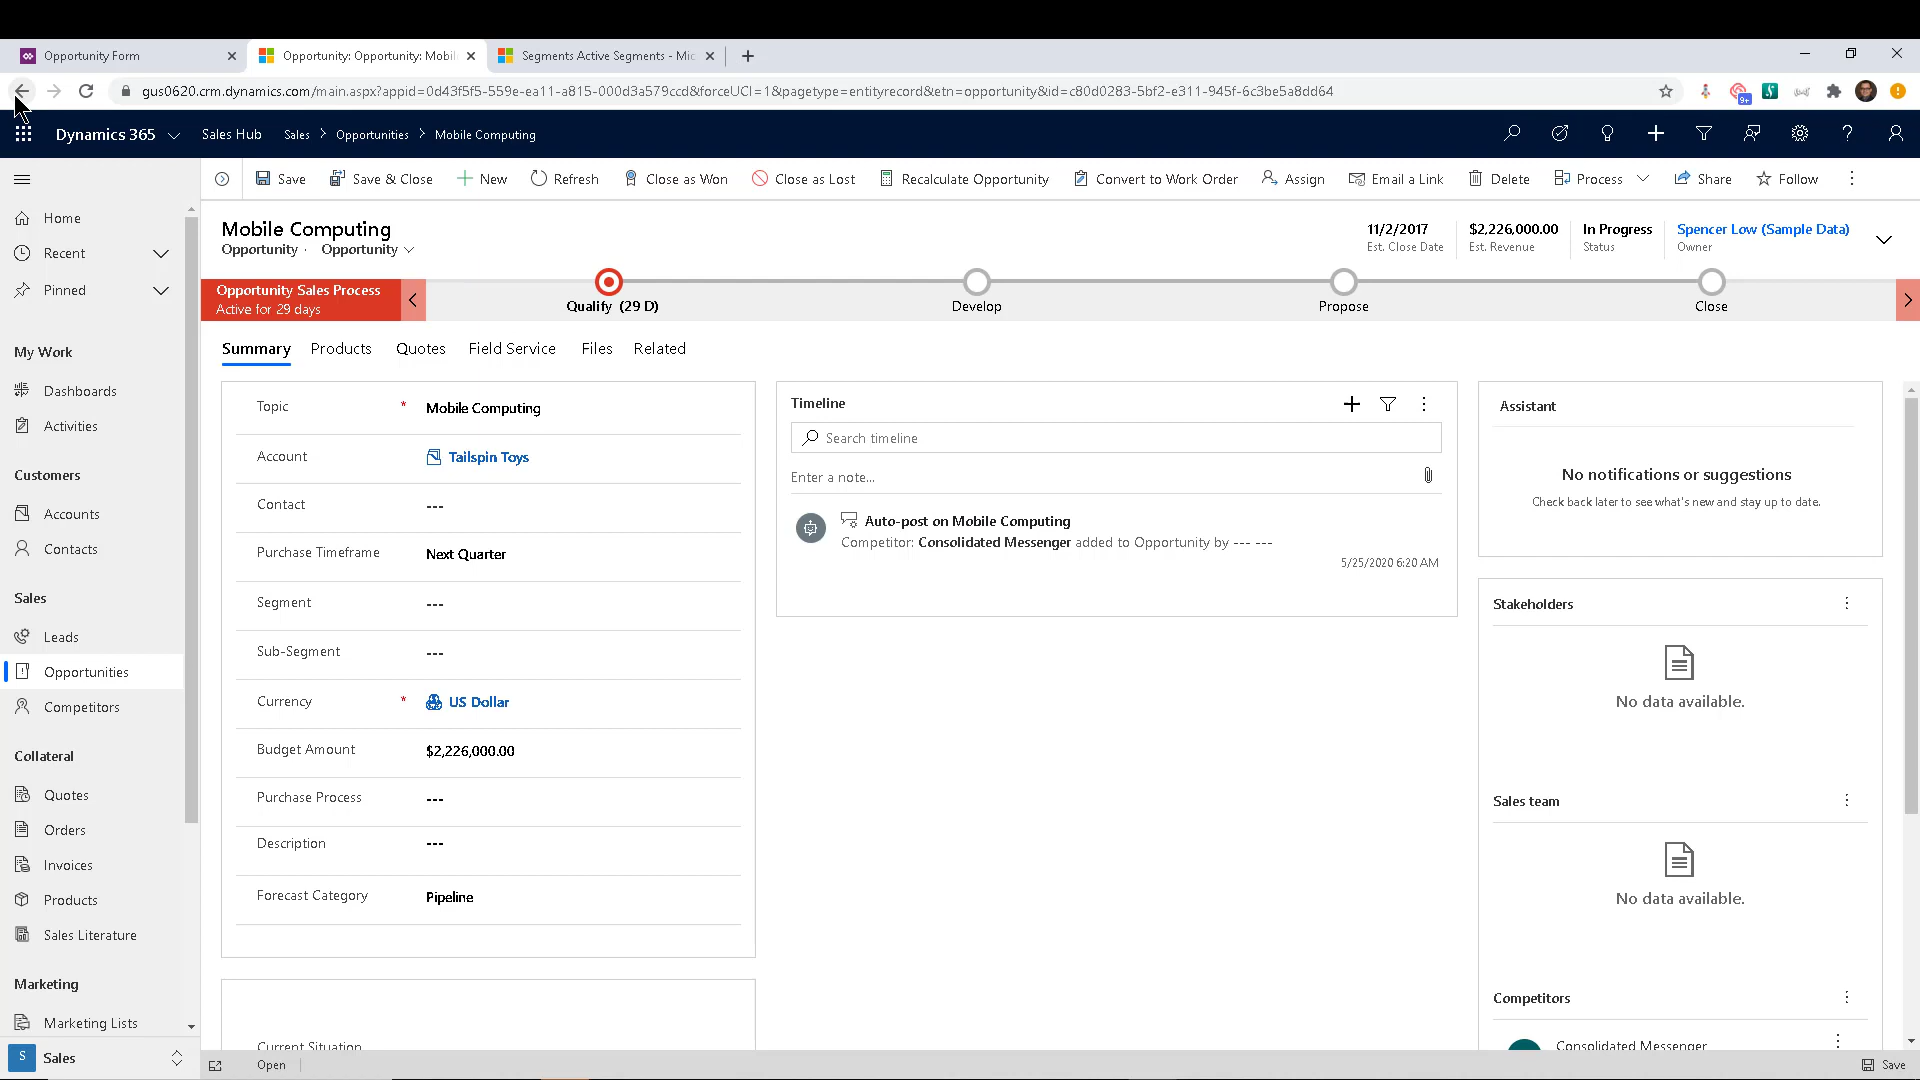 Opportunity Form
Opportunity: Opportunity: Mobil
Segments Active Segments - Mic
gus0620.crm.dynamics.com/main.aspx?appid=0d43f5f5-559e-ea11-a815-000d3a579ccd&forceUCI=1&pagetype=entityrecord&etn=opportunity&id=c80d0283-5bf2-e311-945f-6c3be5a8dd64
9+
Dynamics 365
Sales Hub
Sales > Opportunities > Mobile Computing
Save
Save & Close
New
Refresh
Close as Won
Close as Lost
Recalculate Opportunity
Convert to Work Order
Assign
Email a Link
Delete
Process
Share
Follow
Home
Recent
Pinned
My Work
Dashboards
Activities
Customers
Accounts
Contacts
Sales
Leads
Opportunities
Competitors
Collateral
Quotes
Orders
Invoices
Products
Sales Literature
Marketing
Marketing Lists
S Sales
Mobile Computing
Opportunity · Opportunity
11/2/2017
Est. Close Date
$2,226,000.00
Est. Revenue
In Progress
Status
Spencer Low (Sample Data)
Owner
Opportunity Sales Process
Active for 29 days
Qualify (29 D)
Develop
Propose
Close
Summary
Products
Quotes
Field Service
Files
Related
Topic * Mobile Computing
Account Tailspin Toys
Contact ---
Purchase Timeframe Next Quarter
Segment ---
Sub-Segment ---
Currency * US Dollar
Budget Amount $2,226,000.00
Purchase Process ---
Description ---
Forecast Category Pipeline
Current Situation
Timeline
Search timeline
Enter a note...
Auto-post on Mobile Computing
Competitor: Consolidated Messenger added to Opportunity by --- ---
5/25/2020 6:20 AM
Assistant
No notifications or suggestions
Check back later to see what's new and stay up to date.
Stakeholders
No data available.
Sales team
No data available.
Competitors
Consolidated Messenger
Open
Save